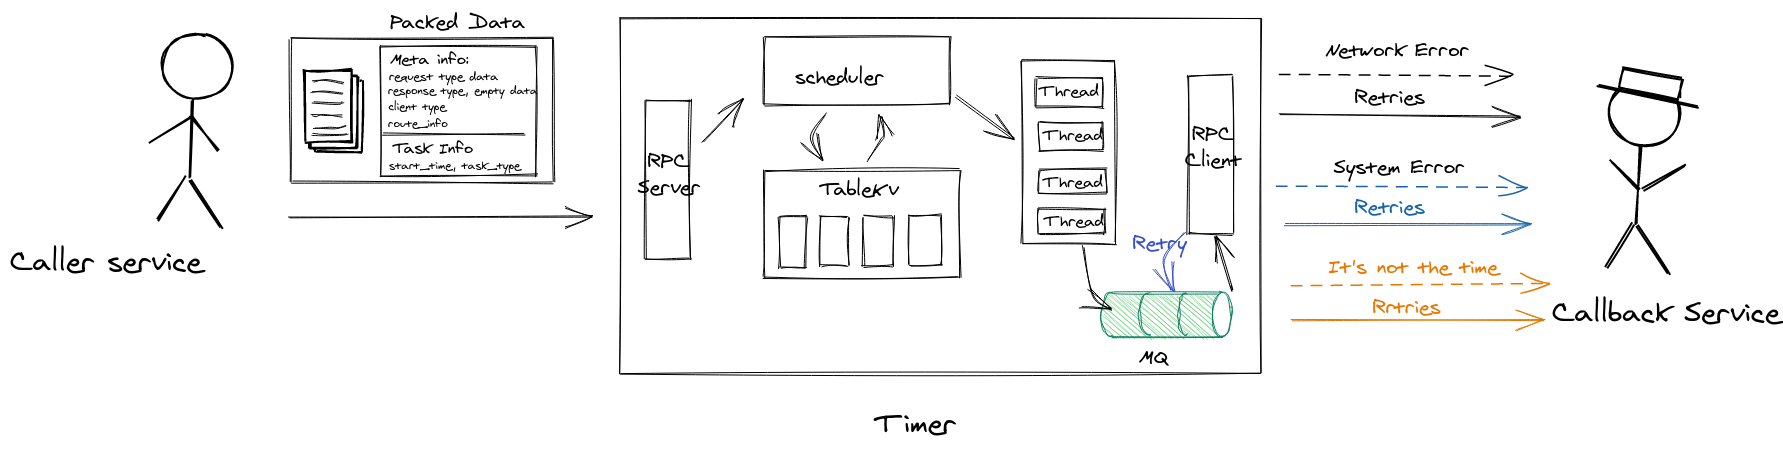 Packed Data
Meta info:
request type data
response type, empty data
client type
route_info
Task Info
start_time, task_type
Caller service
RPC
Server
scheduler
TableKV
Thread
Thread
Thread
Thread
RPC
Client
Retry
MQ
Timer
Network Error
Retries
System Error
Retries
It's not the time
Rrtries
Callback Service